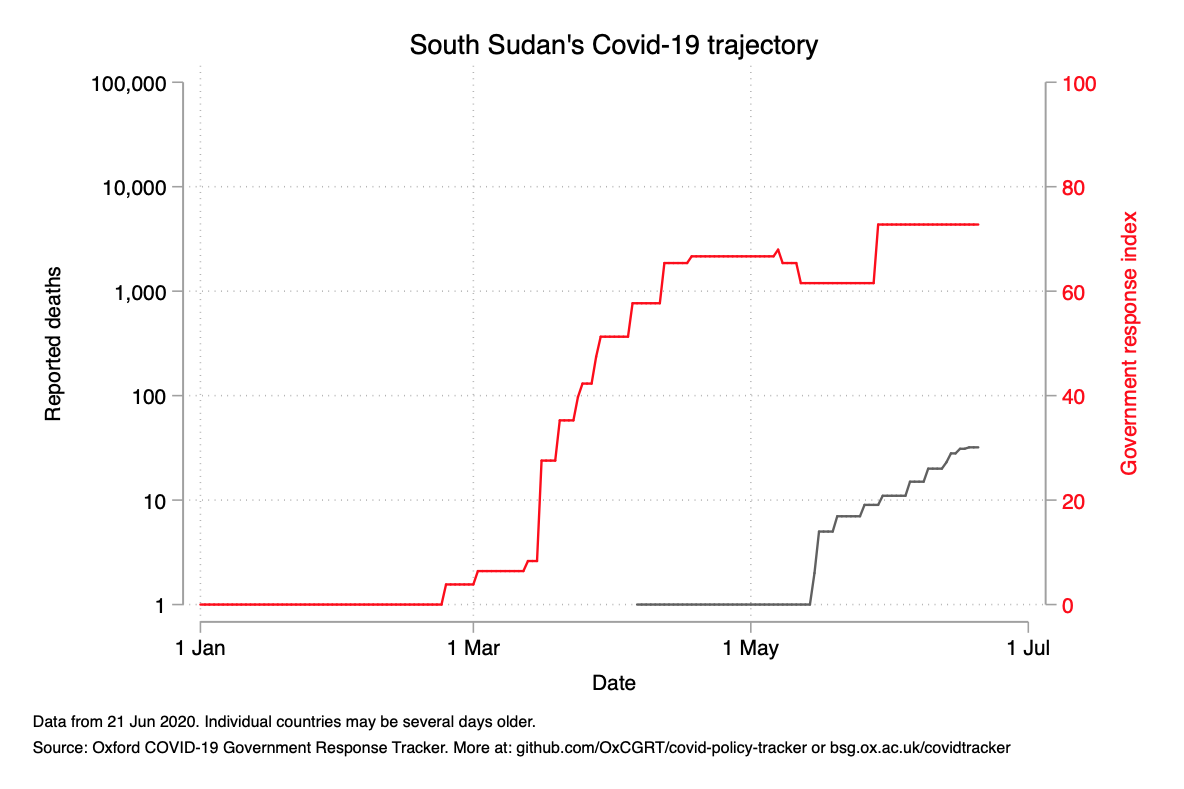 South Sudan's Covid-19 trajectory
100,000
10,000
1,000
100
10
1
Reported deaths
100
80
60
40
20
0
Government response index
1 Jan
1 Mar
1 May
1 Jul
Date
Data from 21 Jun 2020. Individual countries may be several days older.
Source: Oxford COVID-19 Government Response Tracker. More at: github.com/OxCGRT/covid-policy-tracker or bsg.ox.ac.uk/covidtracker